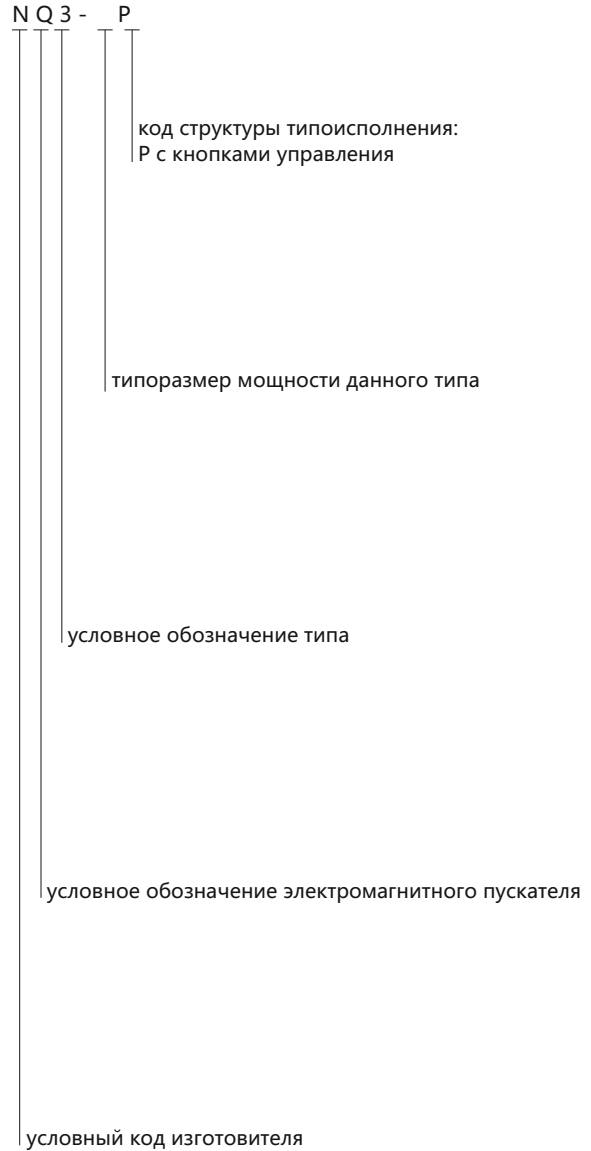 N Q 3 - P
код структуры типоисполнения:
P с кнопками управления
типоразмер мощности данного типа
условное обозначение типа
условное обозначение электромагнитного пускателя
условный код изготовителя